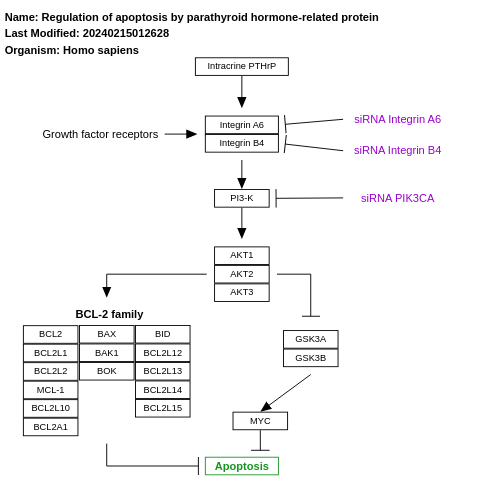 Name: Regulation of apoptosis by parathyroid hormone-related protein
Last Modified: 20240215012628
Organism: Homo sapiens
Intracrine PTHrP
Growth factor receptors
Integrin A6
Integrin B4
siRNA Integrin A6
siRNA Integrin B4
PI3-K
siRNA PIK3CA
AKT1
AKT2
AKT3
BCL-2 family
BCL2 BAX BID
BCL2L1 BAK1 BCL2L12
BCL2L2 BOK BCL2L13
MCL-1 BCL2L14
BCL2L10 BCL2L15
BCL2A1
GSK3A
GSK3B
MYC
Apoptosis